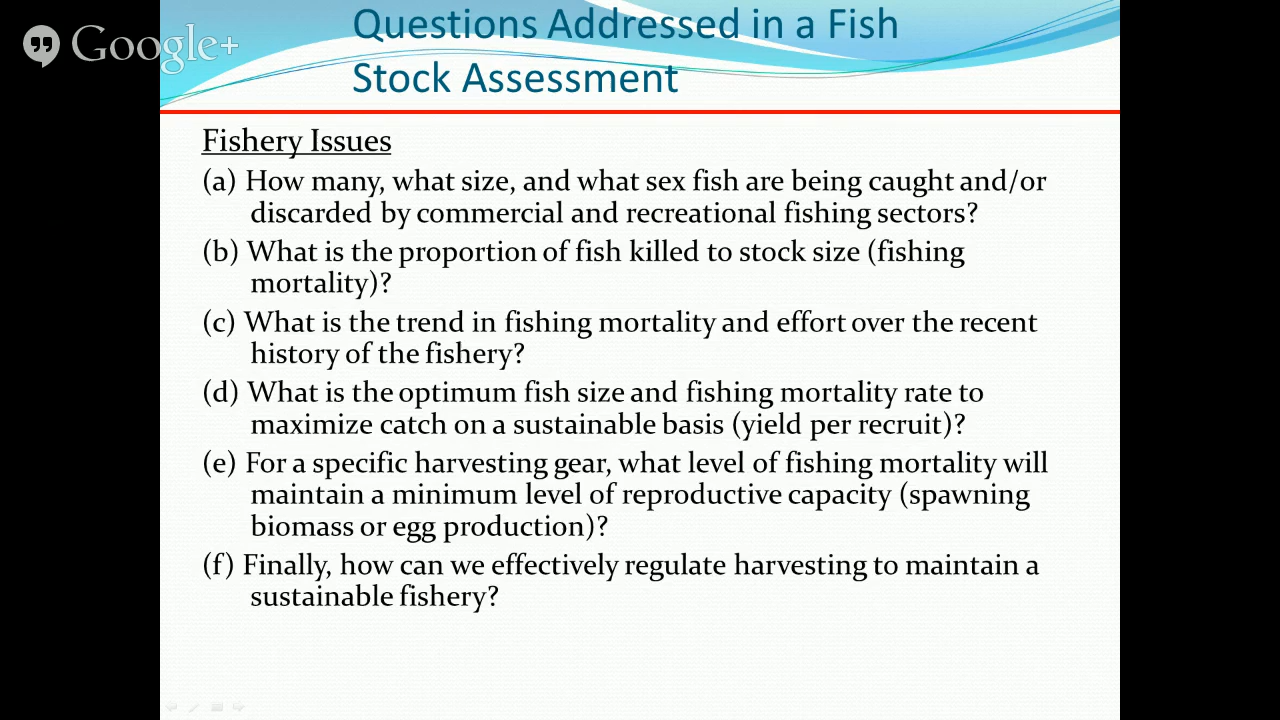 Google+
Questions Addressed in a Fish
Stock Assessment
Fishery Issues
(a) How many, what size, and what sex fish are being caught and/or
discarded by commercial and recreational fishing sectors?
(b) What is the proportion of fish killed to stock size (fishing
mortality)?
(c) What is the trend in fishing mortality and effort over the recent
history of the fishery?
(d) What is the optimum fish size and fishing mortality rate to
maximize catch on a sustainable basis (yield per recruit)?
(e) For a specific harvesting gear, what level of fishing mortality will
maintain a minimum level of reproductive capacity (spawning
biomass or egg production)?
(f) Finally, how can we effectively regulate harvesting to maintain a
sustainable fishery?